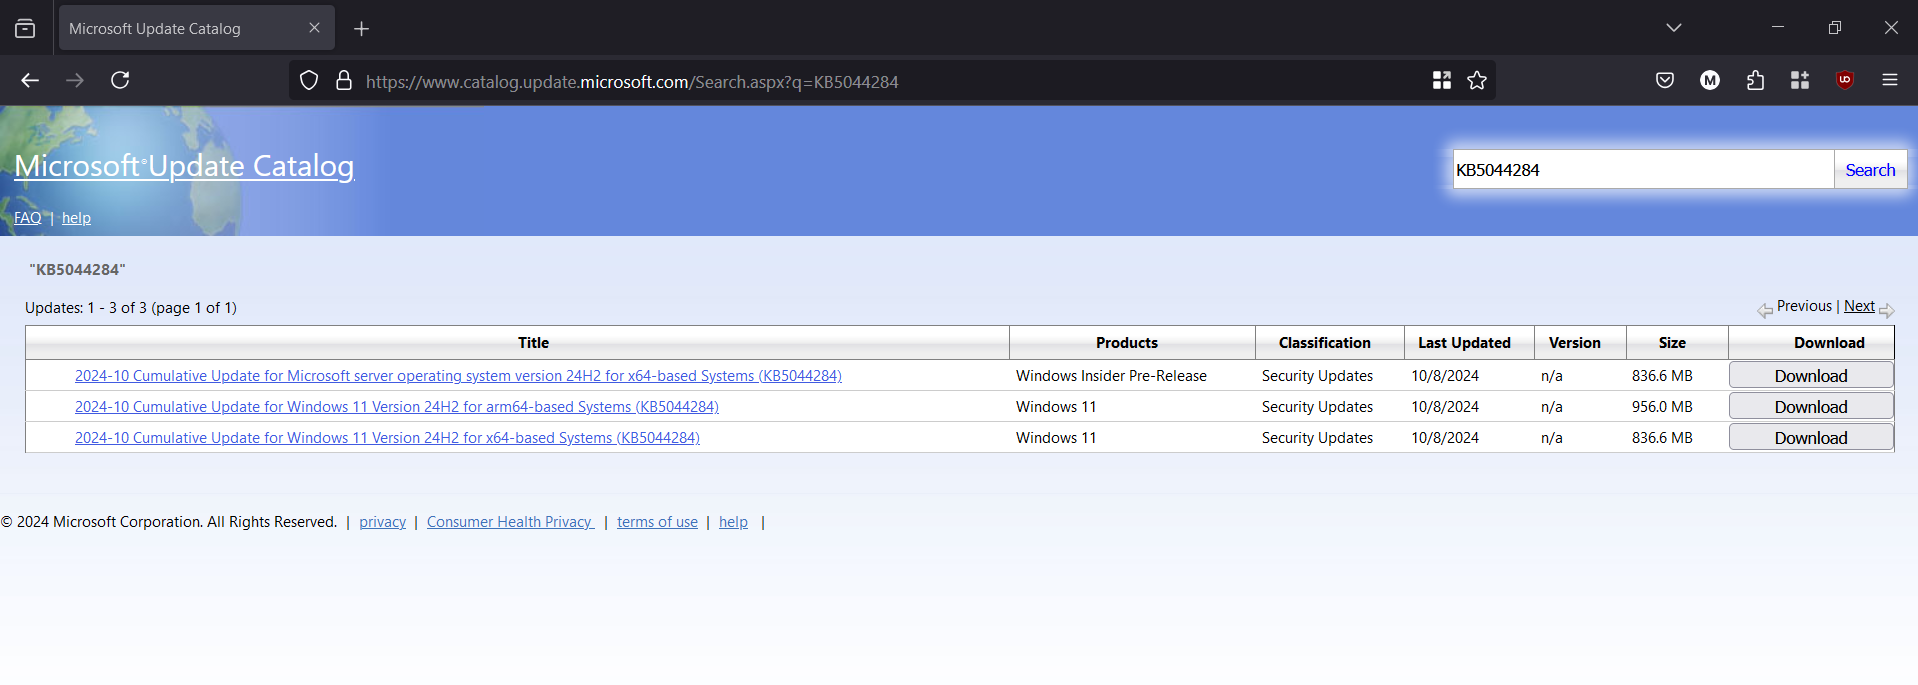 Microsoft Update Catalog
https://www.catalog.update.microsoft.com/Search.aspx?q=KB5044284
M
UO
Microsoft® Update Catalog
KB5044284 Search
FAQ | help
"KB5044284"
Updates: 1 - 3 of 3 (page 1 of 1) Previous | Next
Title Products Classification Last Updated Version Size Download
2024-10 Cumulative Update for Microsoft server operating system version 24H2 for x64-based Systems (KB5044284) Windows Insider Pre-Release Security Updates 10/8/2024 n/a 836.6 MB Download
2024-10 Cumulative Update for Windows 11 Version 24H2 for arm64-based Systems (KB5044284) Windows 11 Security Updates 10/8/2024 n/a 956.0 MB Download
2024-10 Cumulative Update for Windows 11 Version 24H2 for x64-based Systems (KB5044284) Windows 11 Security Updates 10/8/2024 n/a 836.6 MB Download
© 2024 Microsoft Corporation. All Rights Reserved. | privacy | Consumer Health Privacy | terms of use | help |